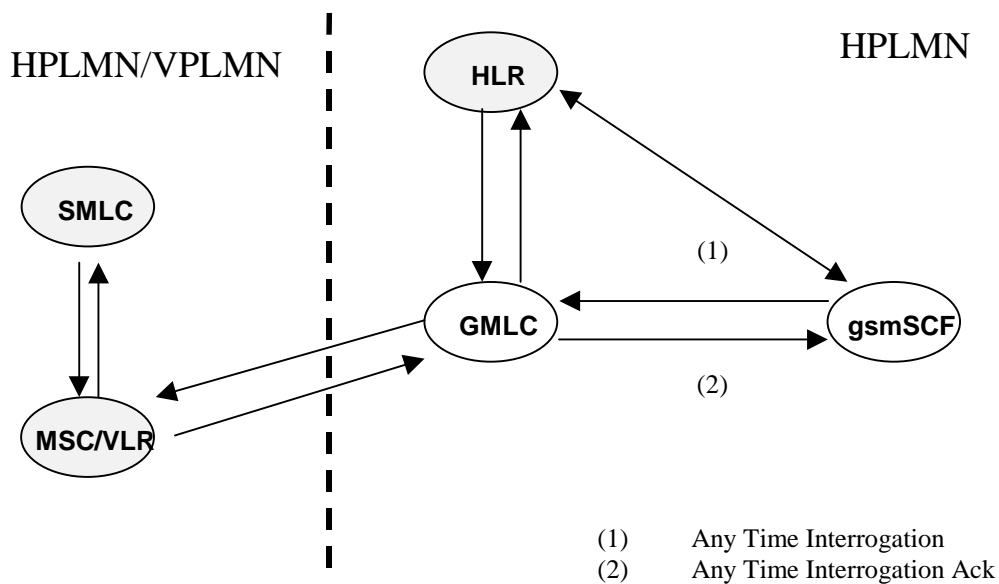 HPLMN/VPLMN
HPLMN
HLR
SMLC
(1)
GMLC
gsmSCF
(2)
MSC/VLR
(1) Any Time Interrogation
(2) Any Time Interrogation Ack